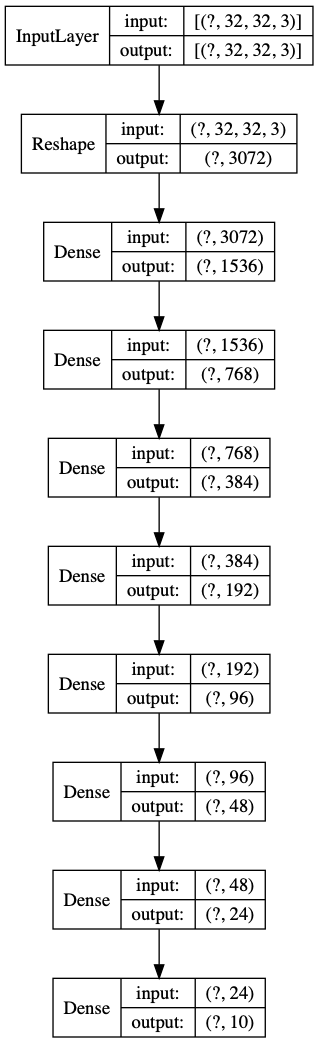 InputLayer
input: [(?, 32, 32, 3)]
output: [(?, 32, 32, 3)]
Reshape
input: (?, 32, 32, 3)
output: (?, 3072)
Dense
input: (?, 3072)
output: (?, 1536)
Dense
input: (?, 1536)
output: (?, 768)
Dense
input: (?, 768)
output: (?, 384)
Dense
input: (?, 384)
output: (?, 192)
Dense
input: (?, 192)
output: (?, 96)
Dense
input: (?, 96)
output: (?, 48)
Dense
input: (?, 48)
output: (?, 24)
Dense
input: (?, 24)
output: (?, 10)